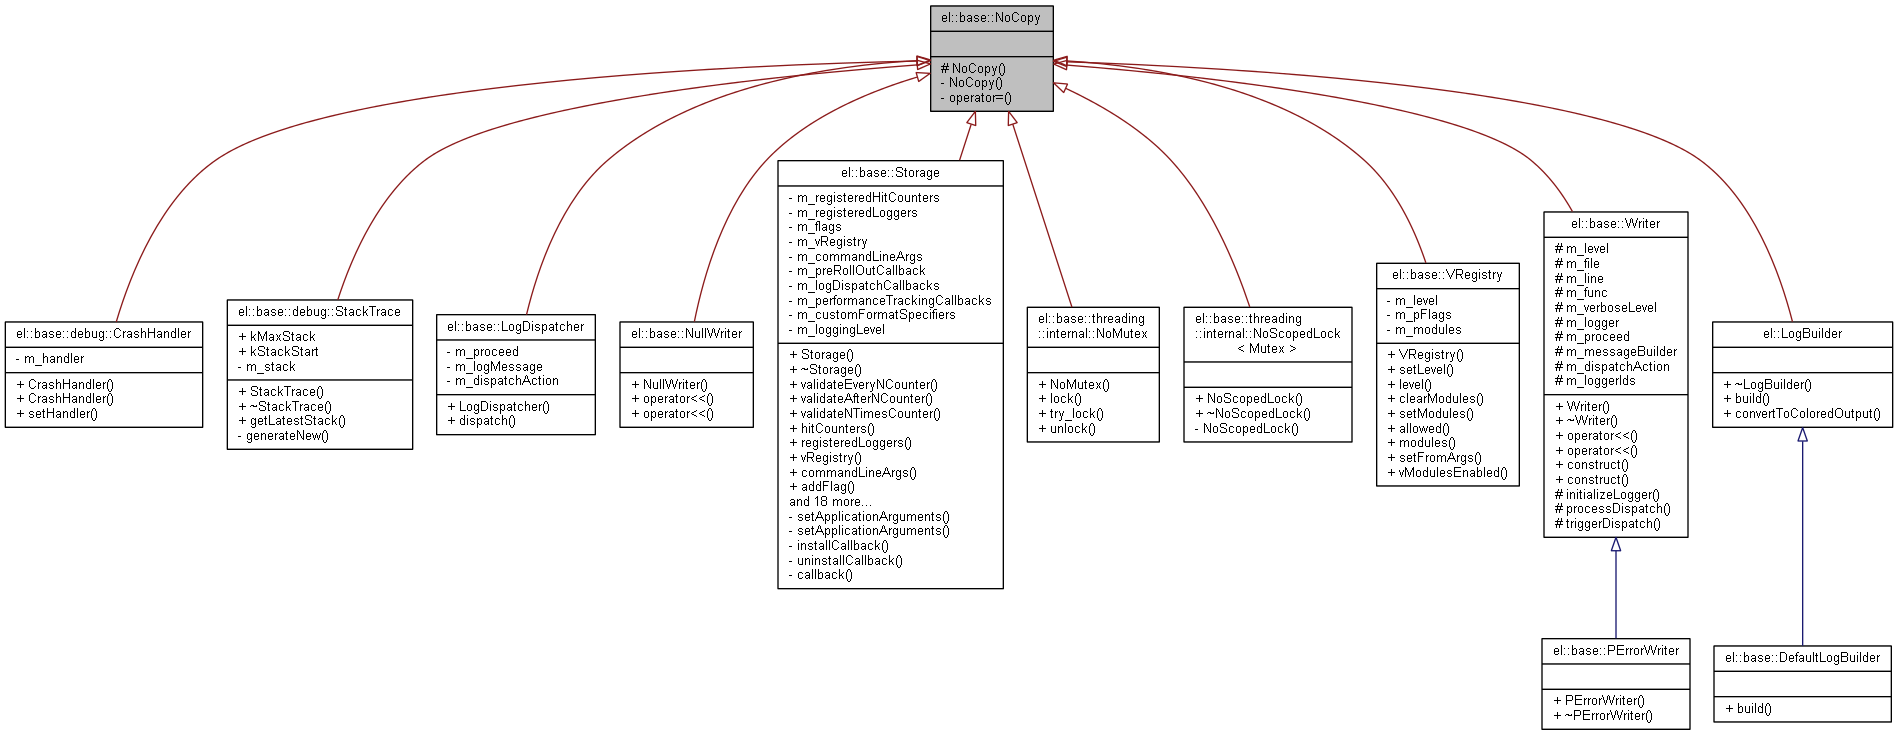 el::base::NoCopy
# NoCopy()
- NoCopy()
- operator=()
el::base::debug::CrashHandler
- m_handler
+ CrashHandler()
+ CrashHandler()
+ setHandler()
el::base::debug::StackTrace
+ kMaxStack
+ kStackStart
- m_stack
+ StackTrace()
+ ~StackTrace()
+ getLatestStack()
- generateNew()
el::base::LogDispatcher
- m_proceed
- m_logMessage
- m_dispatchAction
+ LogDispatcher()
+ dispatch()
el::base::NullWriter
+ NullWriter()
+ operator<<()
+ operator<<()
el::base::Storage
- m_registeredHitCounters
- m_registeredLoggers
- m_flags
- m_vRegistry
- m_commandLineArgs
- m_preRollOutCallback
- m_logDispatchCallbacks
- m_performanceTrackingCallbacks
- m_customFormatSpecifiers
- m_loggingLevel
+ Storage()
+ ~Storage()
+ validateEveryNCounter()
+ validateAfterNCounter()
+ validateNTimesCounter()
+ hitCounters()
+ registeredLoggers()
+ vRegistry()
+ commandLineArgs()
+ addFlag()
and 18 more...
- setApplicationArguments()
- setApplicationArguments()
- installCallback()
- uninstallCallback()
- callback()
el::base::threading
::internal::NoMutex
+ NoMutex()
+ lock()
+ try_lock()
+ unlock()
el::base::threading
::internal::NoScopedLock
< Mutex >
+ NoScopedLock()
+ ~NoScopedLock()
- NoScopedLock()
el::base::VRegistry
- m_level
- m_pFlags
- m_modules
+ VRegistry()
+ setLevel()
+ level()
+ clearModules()
+ setModules()
+ allowed()
+ modules()
+ setFromArgs()
+ vModulesEnabled()
el::base::Writer
# m_level
# m_file
# m_line
# m_func
# m_verboseLevel
# m_logger
# m_proceed
# m_messageBuilder
# m_dispatchAction
# m_loggerIds
+ Writer()
+ ~Writer()
+ operator<<()
+ operator<<()
+ construct()
+ construct()
# initializeLogger()
# processDispatch()
# triggerDispatch()
el::LogBuilder
+ ~LogBuilder()
+ build()
+ convertToColoredOutput()
el::base::PErrorWriter
+ PErrorWriter()
+ ~PErrorWriter()
el::base::DefaultLogBuilder
+ build()